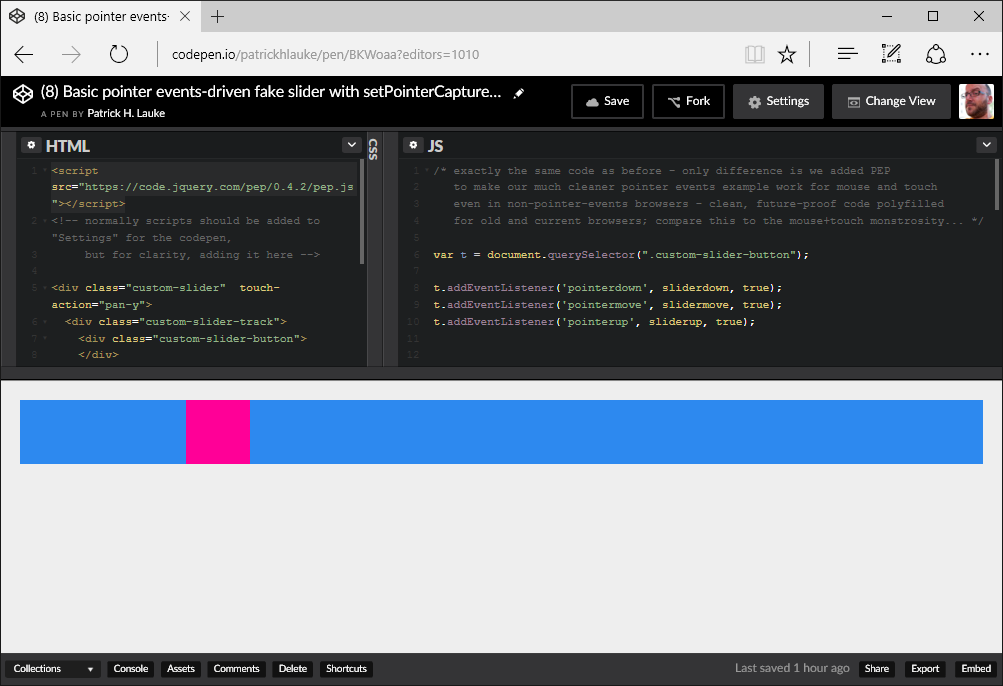 (8) Basic pointer events-
codepen.io/patrickhlauke/pen/BKWoaa?editors=1010
(8) Basic pointer events-driven fake slider with setPointerCapture...
A PEN BY Patrick H. Lauke
Save
Fork
Settings
Change View
HTML
1 <script
src="https://code.jquery.com/pep/0.4.2/pep.js
"></script>
2 <!-- normally scripts should be added to
"Settings" for the codepen,
3 but for clarity, adding it here -->
4
5 <div class="custom-slider"  touch-
action="pan-y">
6 <div class="custom-slider-track">
7 <div class="custom-slider-button">
8 </div>
CSS
JS
1 /* exactly the same code as before - only difference is we added PEP
2 to make our much cleaner pointer events example work for mouse and touch
3 even in non-pointer-events browsers - clean, future-proof code polyfilled
4 for old and current browsers; compare this to the mouse+touch monstrosity... */
5
6 var t = document.querySelector(".custom-slider-button");
7
8 t.addEventListener('pointerdown', sliderdown, true);
9 t.addEventListener('pointermove', slidermove, true);
10 t.addEventListener('pointerup', sliderup, true);
11
12
Collections
Console
Assets
Comments
Delete
Shortcuts
Last saved 1 hour ago
Share
Export
Embed